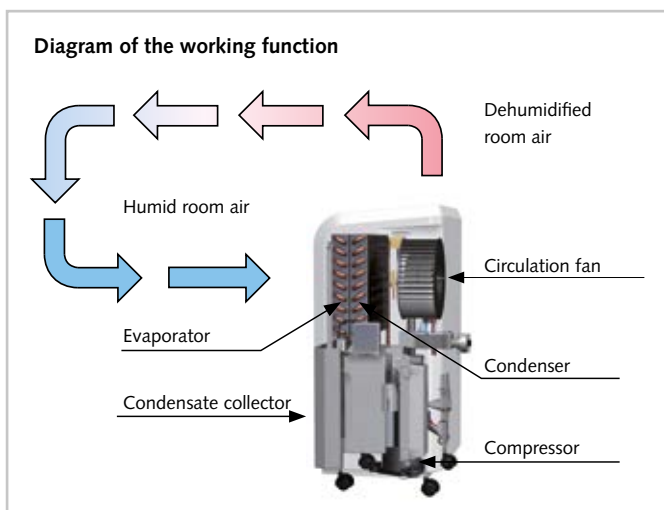 Diagram of the working function
Dehumidified
room air
Humid room air
Circulation fan
Evaporator
Condenser
Condensate collector
Compressor